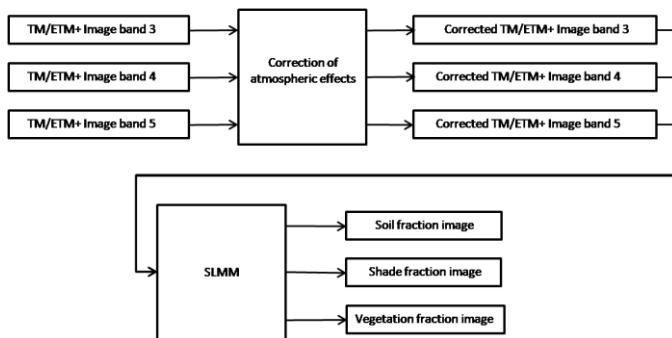 TM/ETM+ Image band 3
Correction of
atmospheric effects
Corrected TM/ETM+ Image band 3
TM/ETM+ Image band 4
Corrected TM/ETM+ Image band 4
TM/ETM+ Image band 5
Corrected TM/ETM+ Image band 5
SLMM
Soil fraction image
Shade fraction image
Vegetation fraction image